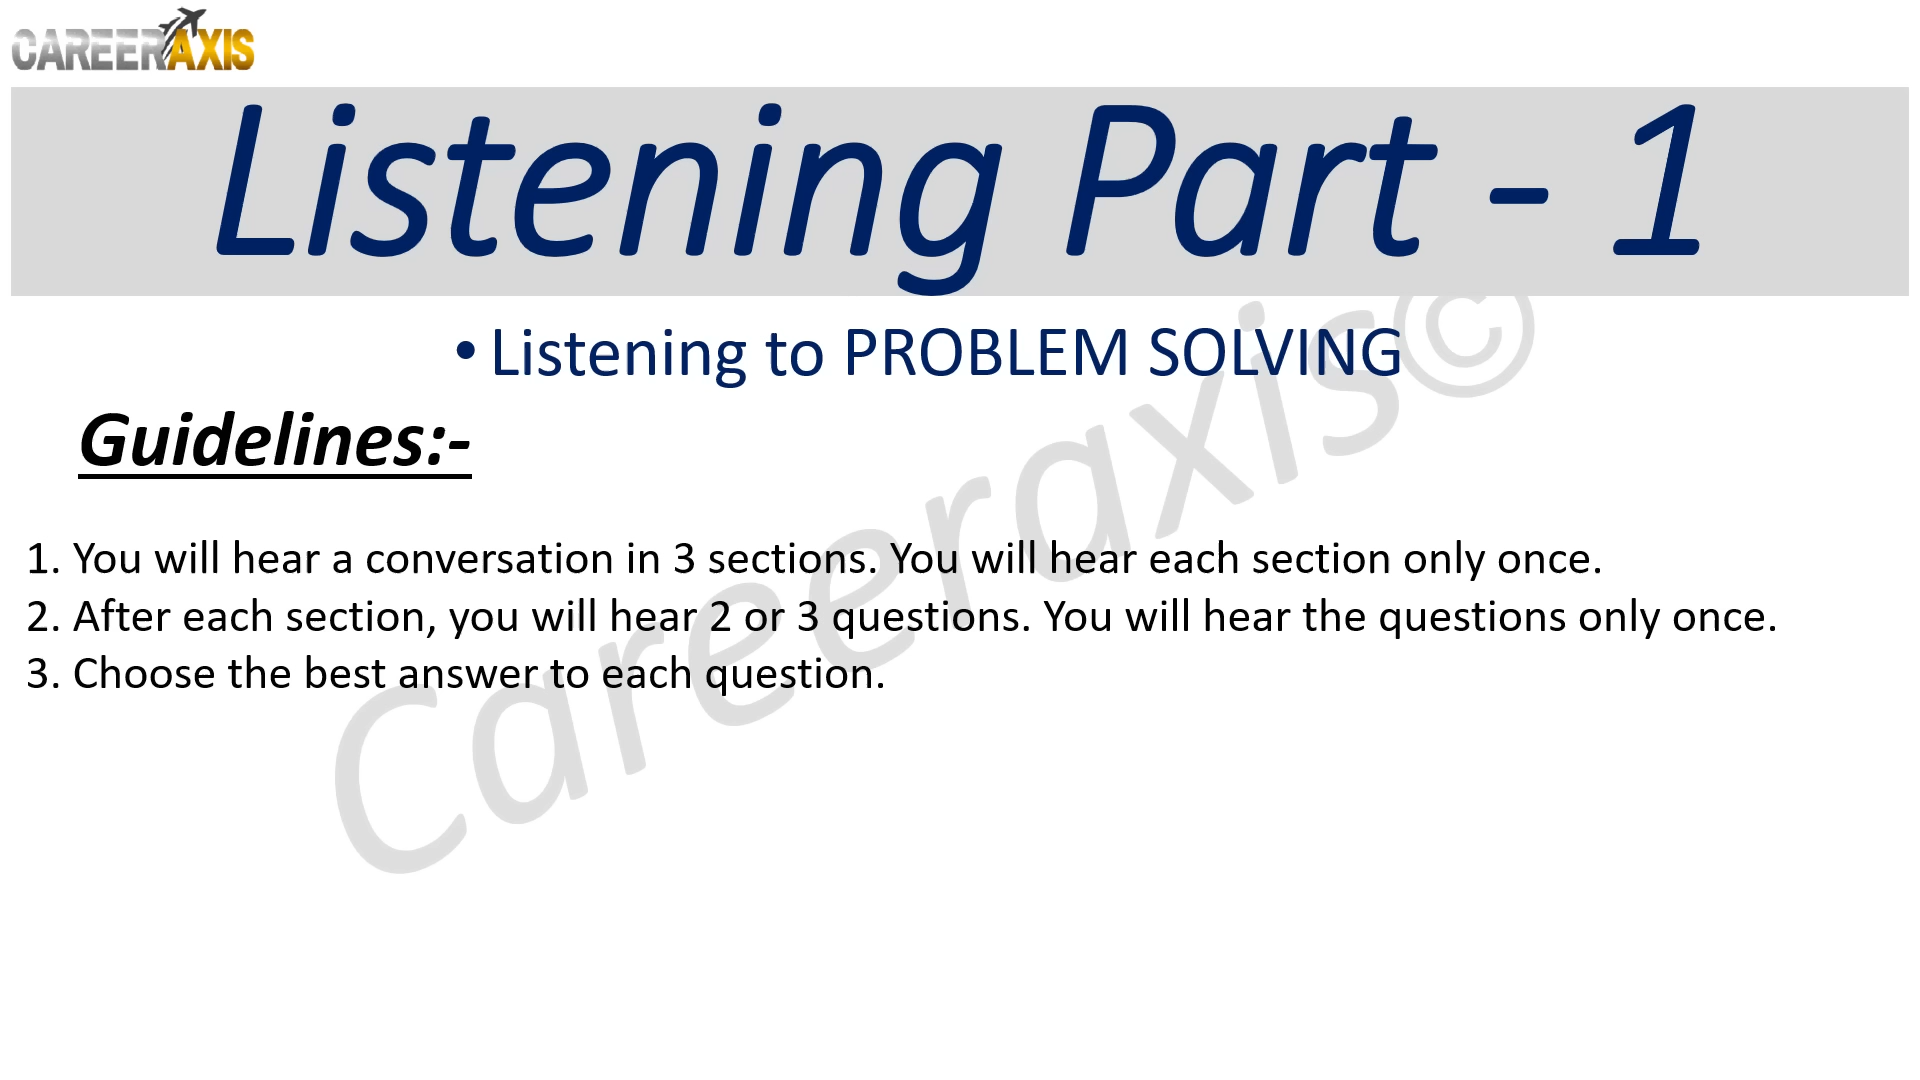 CAREERAXIS
Listening Part - 1
• Listening to PROBLEM SOLVING
Guidelines:-
1. You will hear a conversation in 3 sections. You will hear each section only once.
2. After each section, you will hear 2 or 3 questions. You will hear the questions only once.
3. Choose the best answer to each question.
Careeraxis©